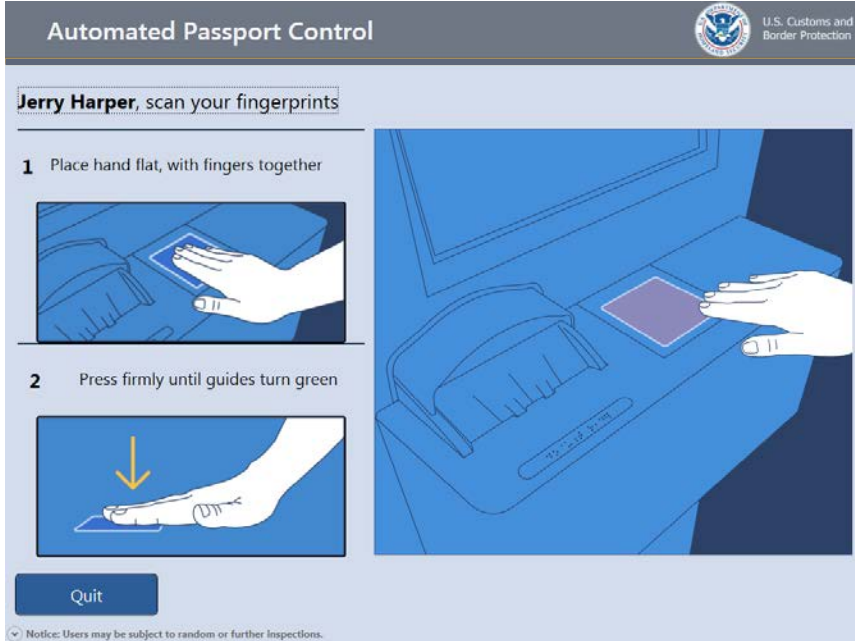 Automated Passport Control
U.S. Customs and
Border Protection
Jerry Harper, scan your fingerprints
1 Place hand flat, with fingers together
2 Press firmly until guides turn green
Quit
Notice: Users may be subject to random or further inspections.